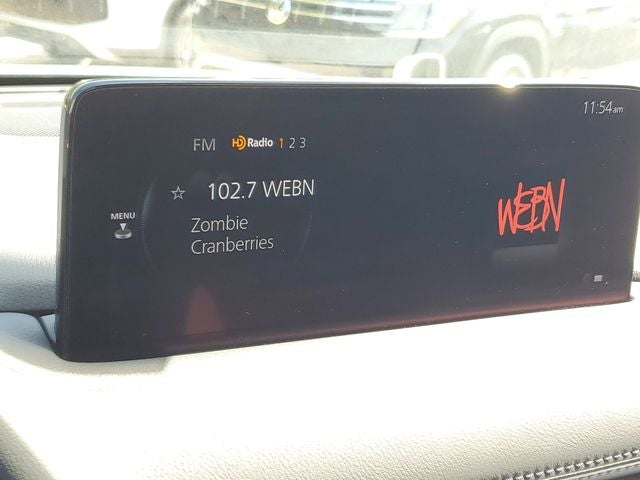 11:54am
FM HD Radio 1 2 3
☆ 102.7 WEBN
MENU
Zombie
Cranberries
WEBN